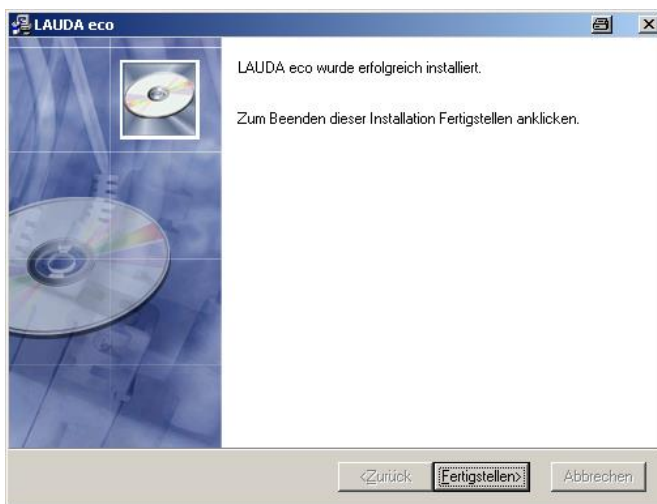 LAUDA eco
LAUDA eco wurde erfolgreich installiert.
Zum Beenden dieser Installation Fertigstellen anklicken.
<Zurück Fertigstellen> Abbrechen